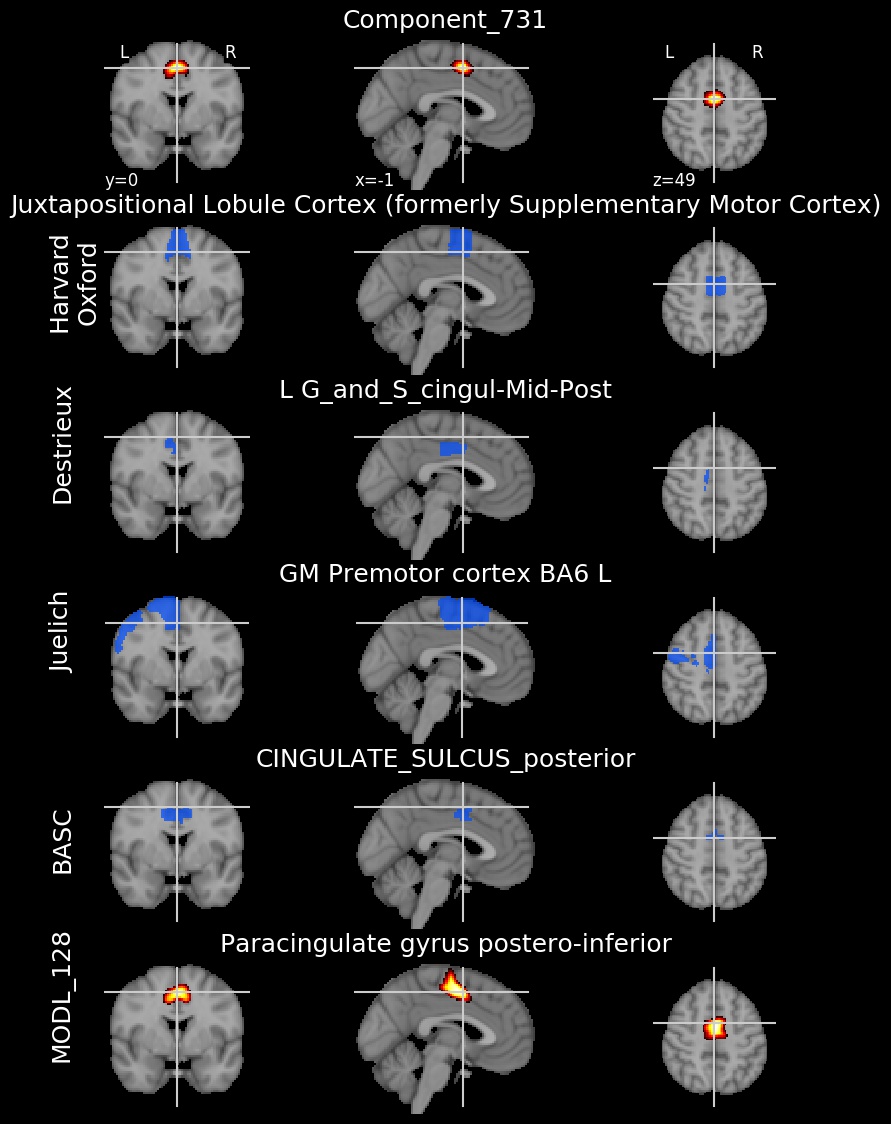 Component_731
L R L R
y=0 x=-1 z=49
Juxtapositional Lobule Cortex (formerly Supplementary Motor Cortex)
Harvard
Oxford
L G_and_S_cingul-Mid-Post
Destrieux
GM Premotor cortex BA6 L
Juelich
CINGULATE_SULCUS_posterior
BASC
Paracingulate gyrus postero-inferior
MODL_128